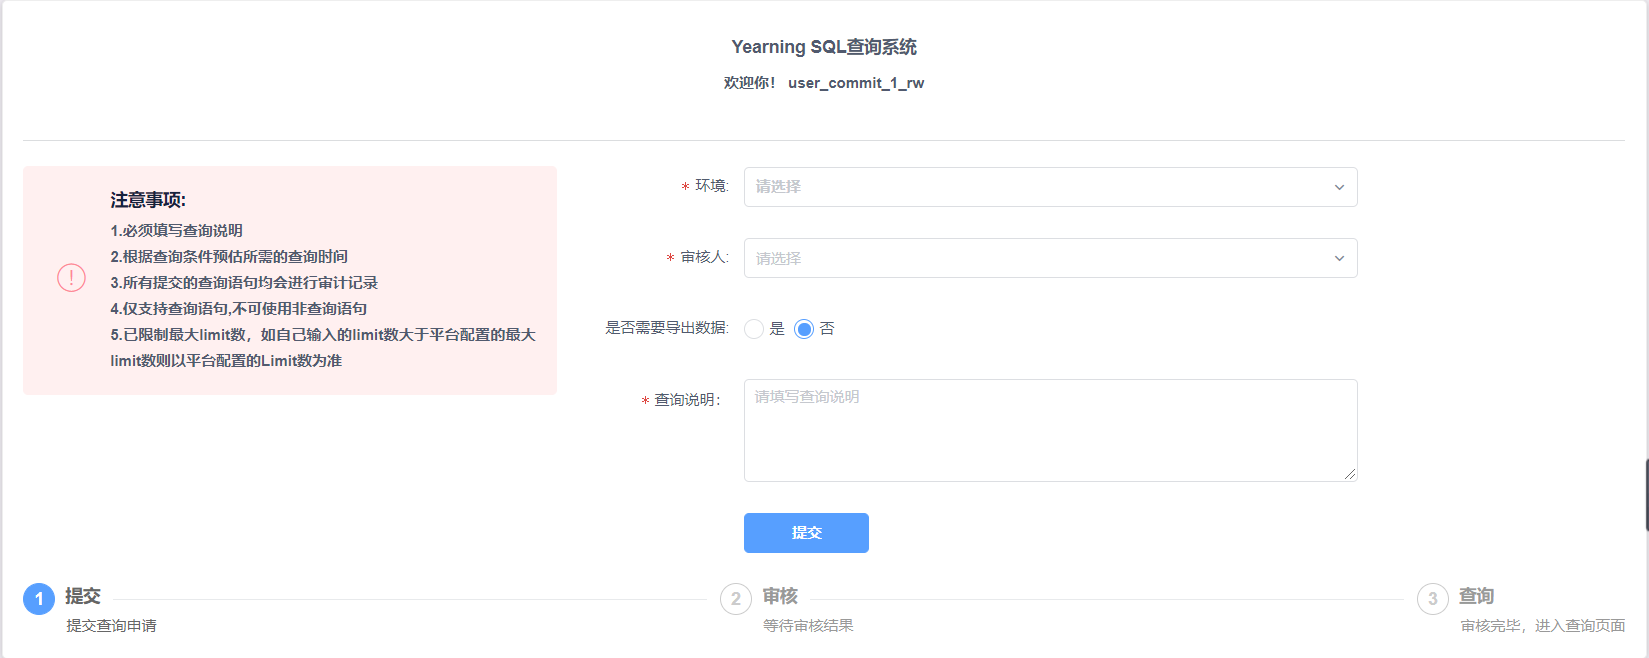 Yearning SQL查询系统
欢迎你！ user_commit_1_rw
注意事项:
1.必须填写查询说明
2.根据查询条件预估所需的查询时间
3.所有提交的查询语句均会进行审计记录
4.仅支持查询语句,不可使用非查询语句
5.已限制最大limit数，如自己输入的limit数大于平台配置的最大
limit数则以平台配置的Limit数为准
* 环境: 请选择
* 审核人: 请选择
是否需要导出数据: 是 否
* 查询说明： 请填写查询说明
提交
1 提交
提交查询申请
2 审核
等待审核结果
3 查询
审核完毕，进入查询页面